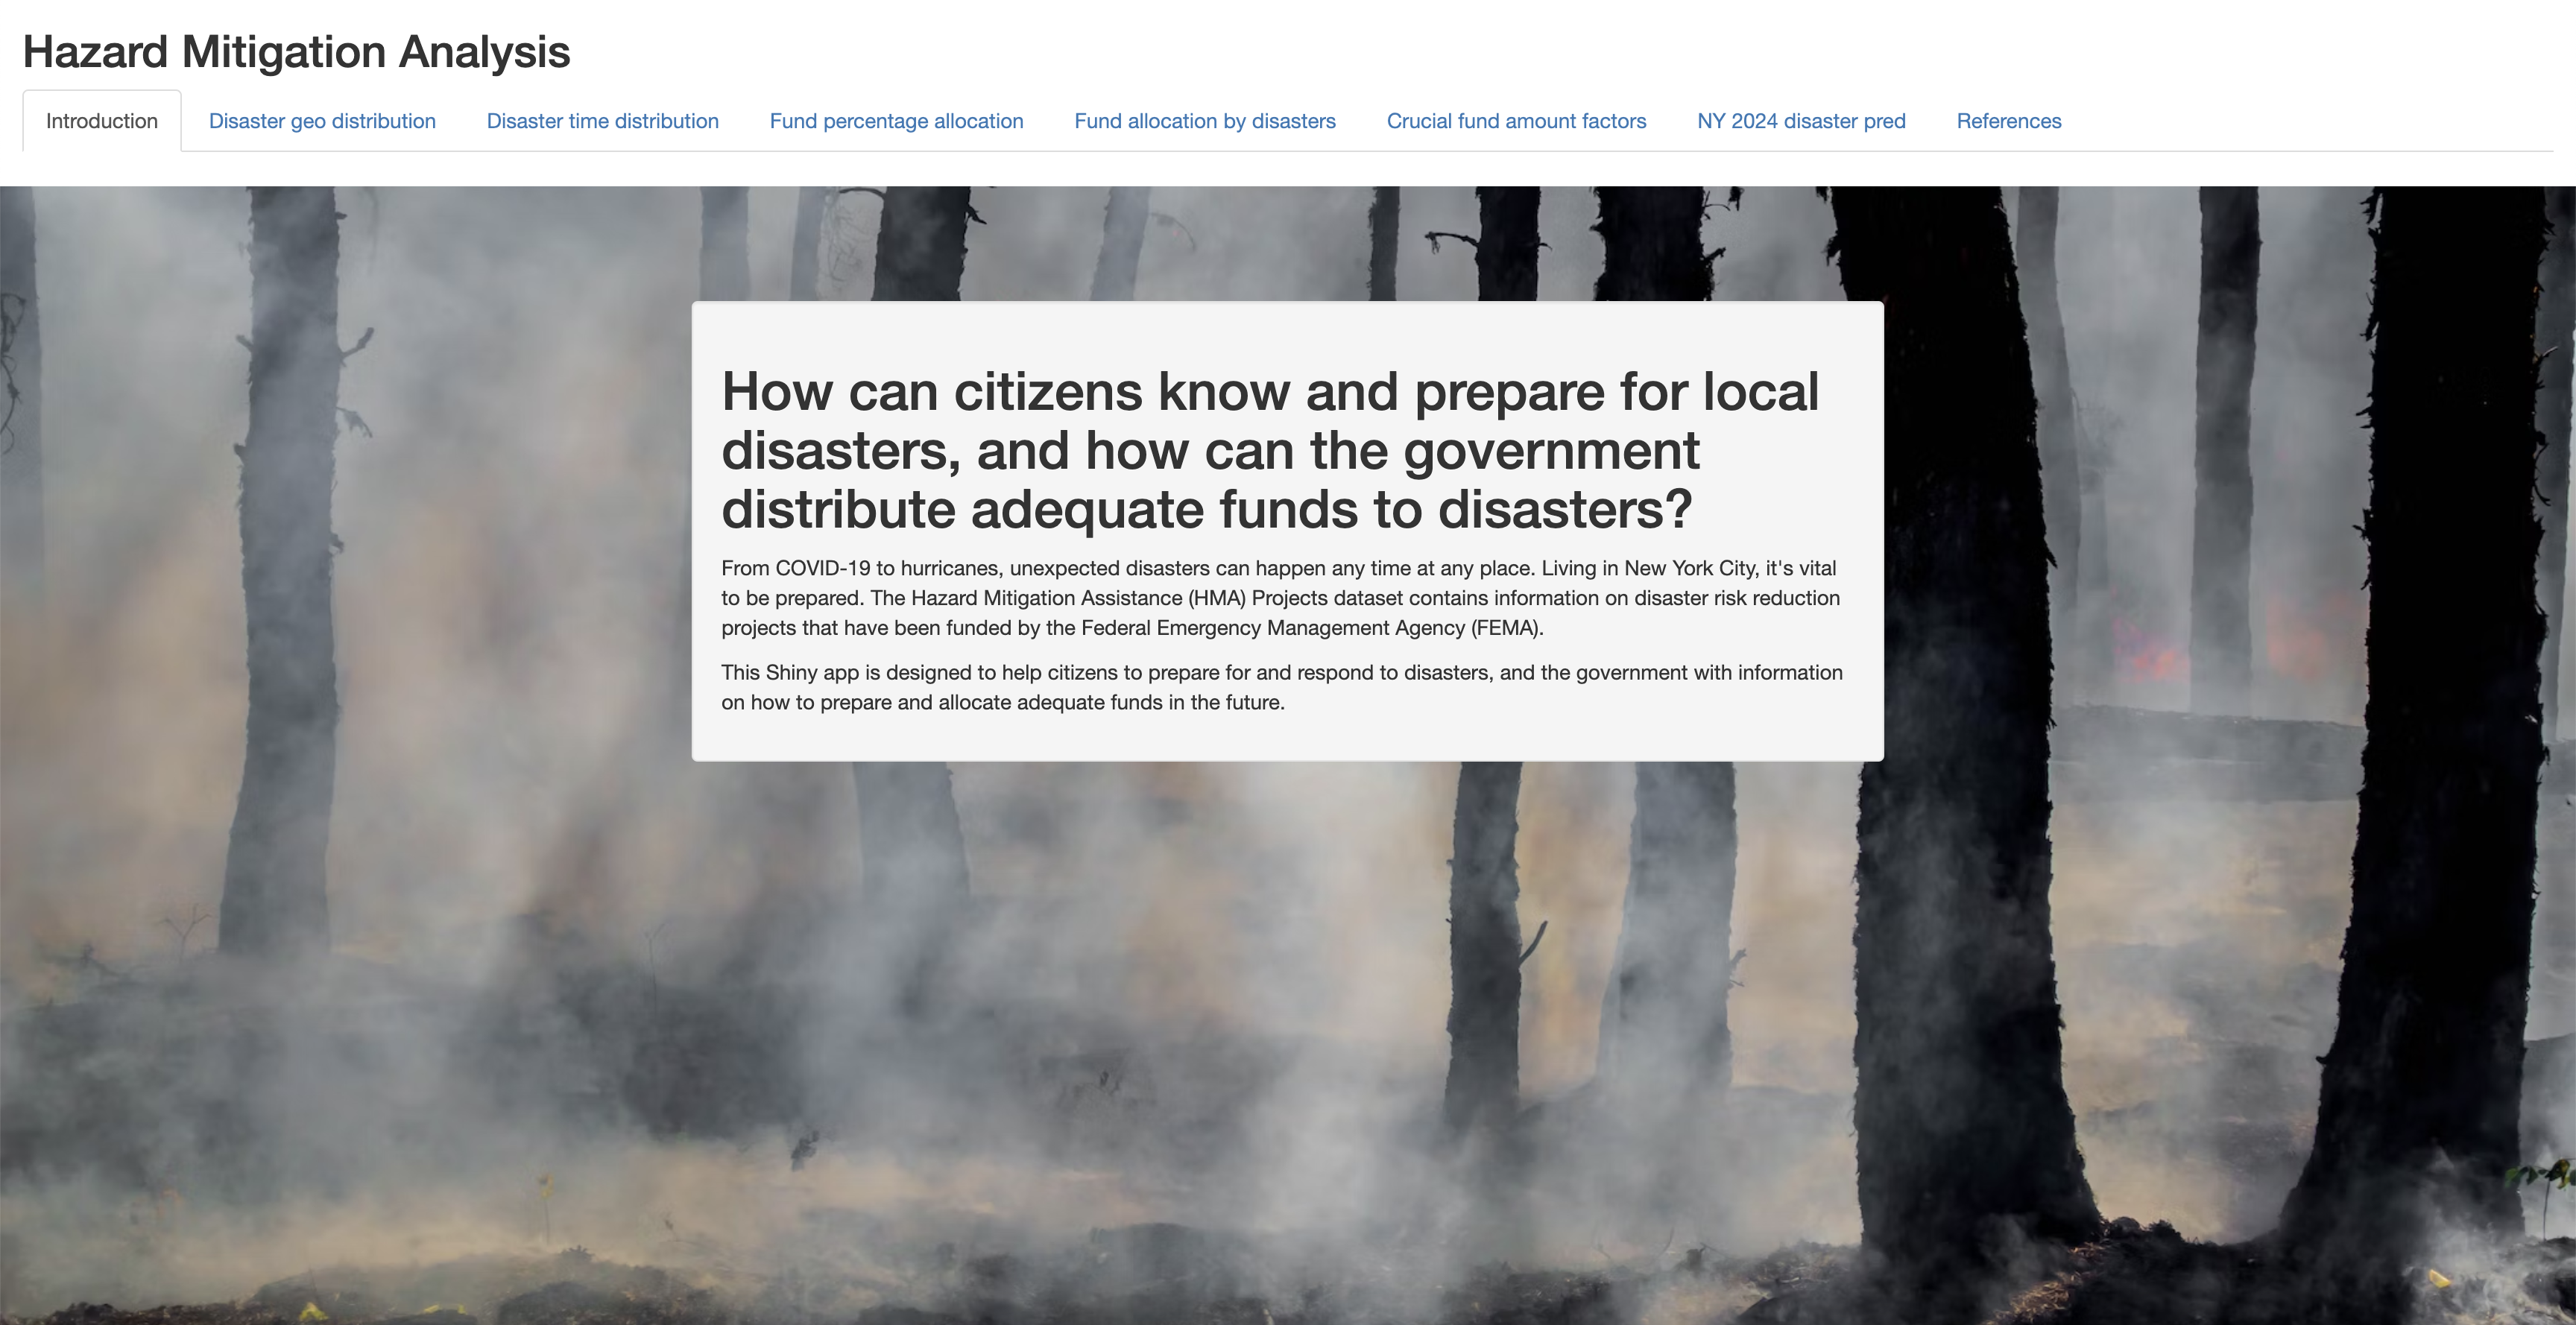 Hazard Mitigation Analysis
Introduction Disaster geo distribution Disaster time distribution Fund percentage allocation Fund allocation by disasters Crucial fund amount factors NY 2024 disaster pred References
How can citizens know and prepare for local
disasters, and how can the government
distribute adequate funds to disasters?
From COVID-19 to hurricanes, unexpected disasters can happen any time at any place. Living in New York City, it's vital
to be prepared. The Hazard Mitigation Assistance (HMA) Projects dataset contains information on disaster risk reduction
projects that have been funded by the Federal Emergency Management Agency (FEMA).
This Shiny app is designed to help citizens to prepare for and respond to disasters, and the government with information
on how to prepare and allocate adequate funds in the future.